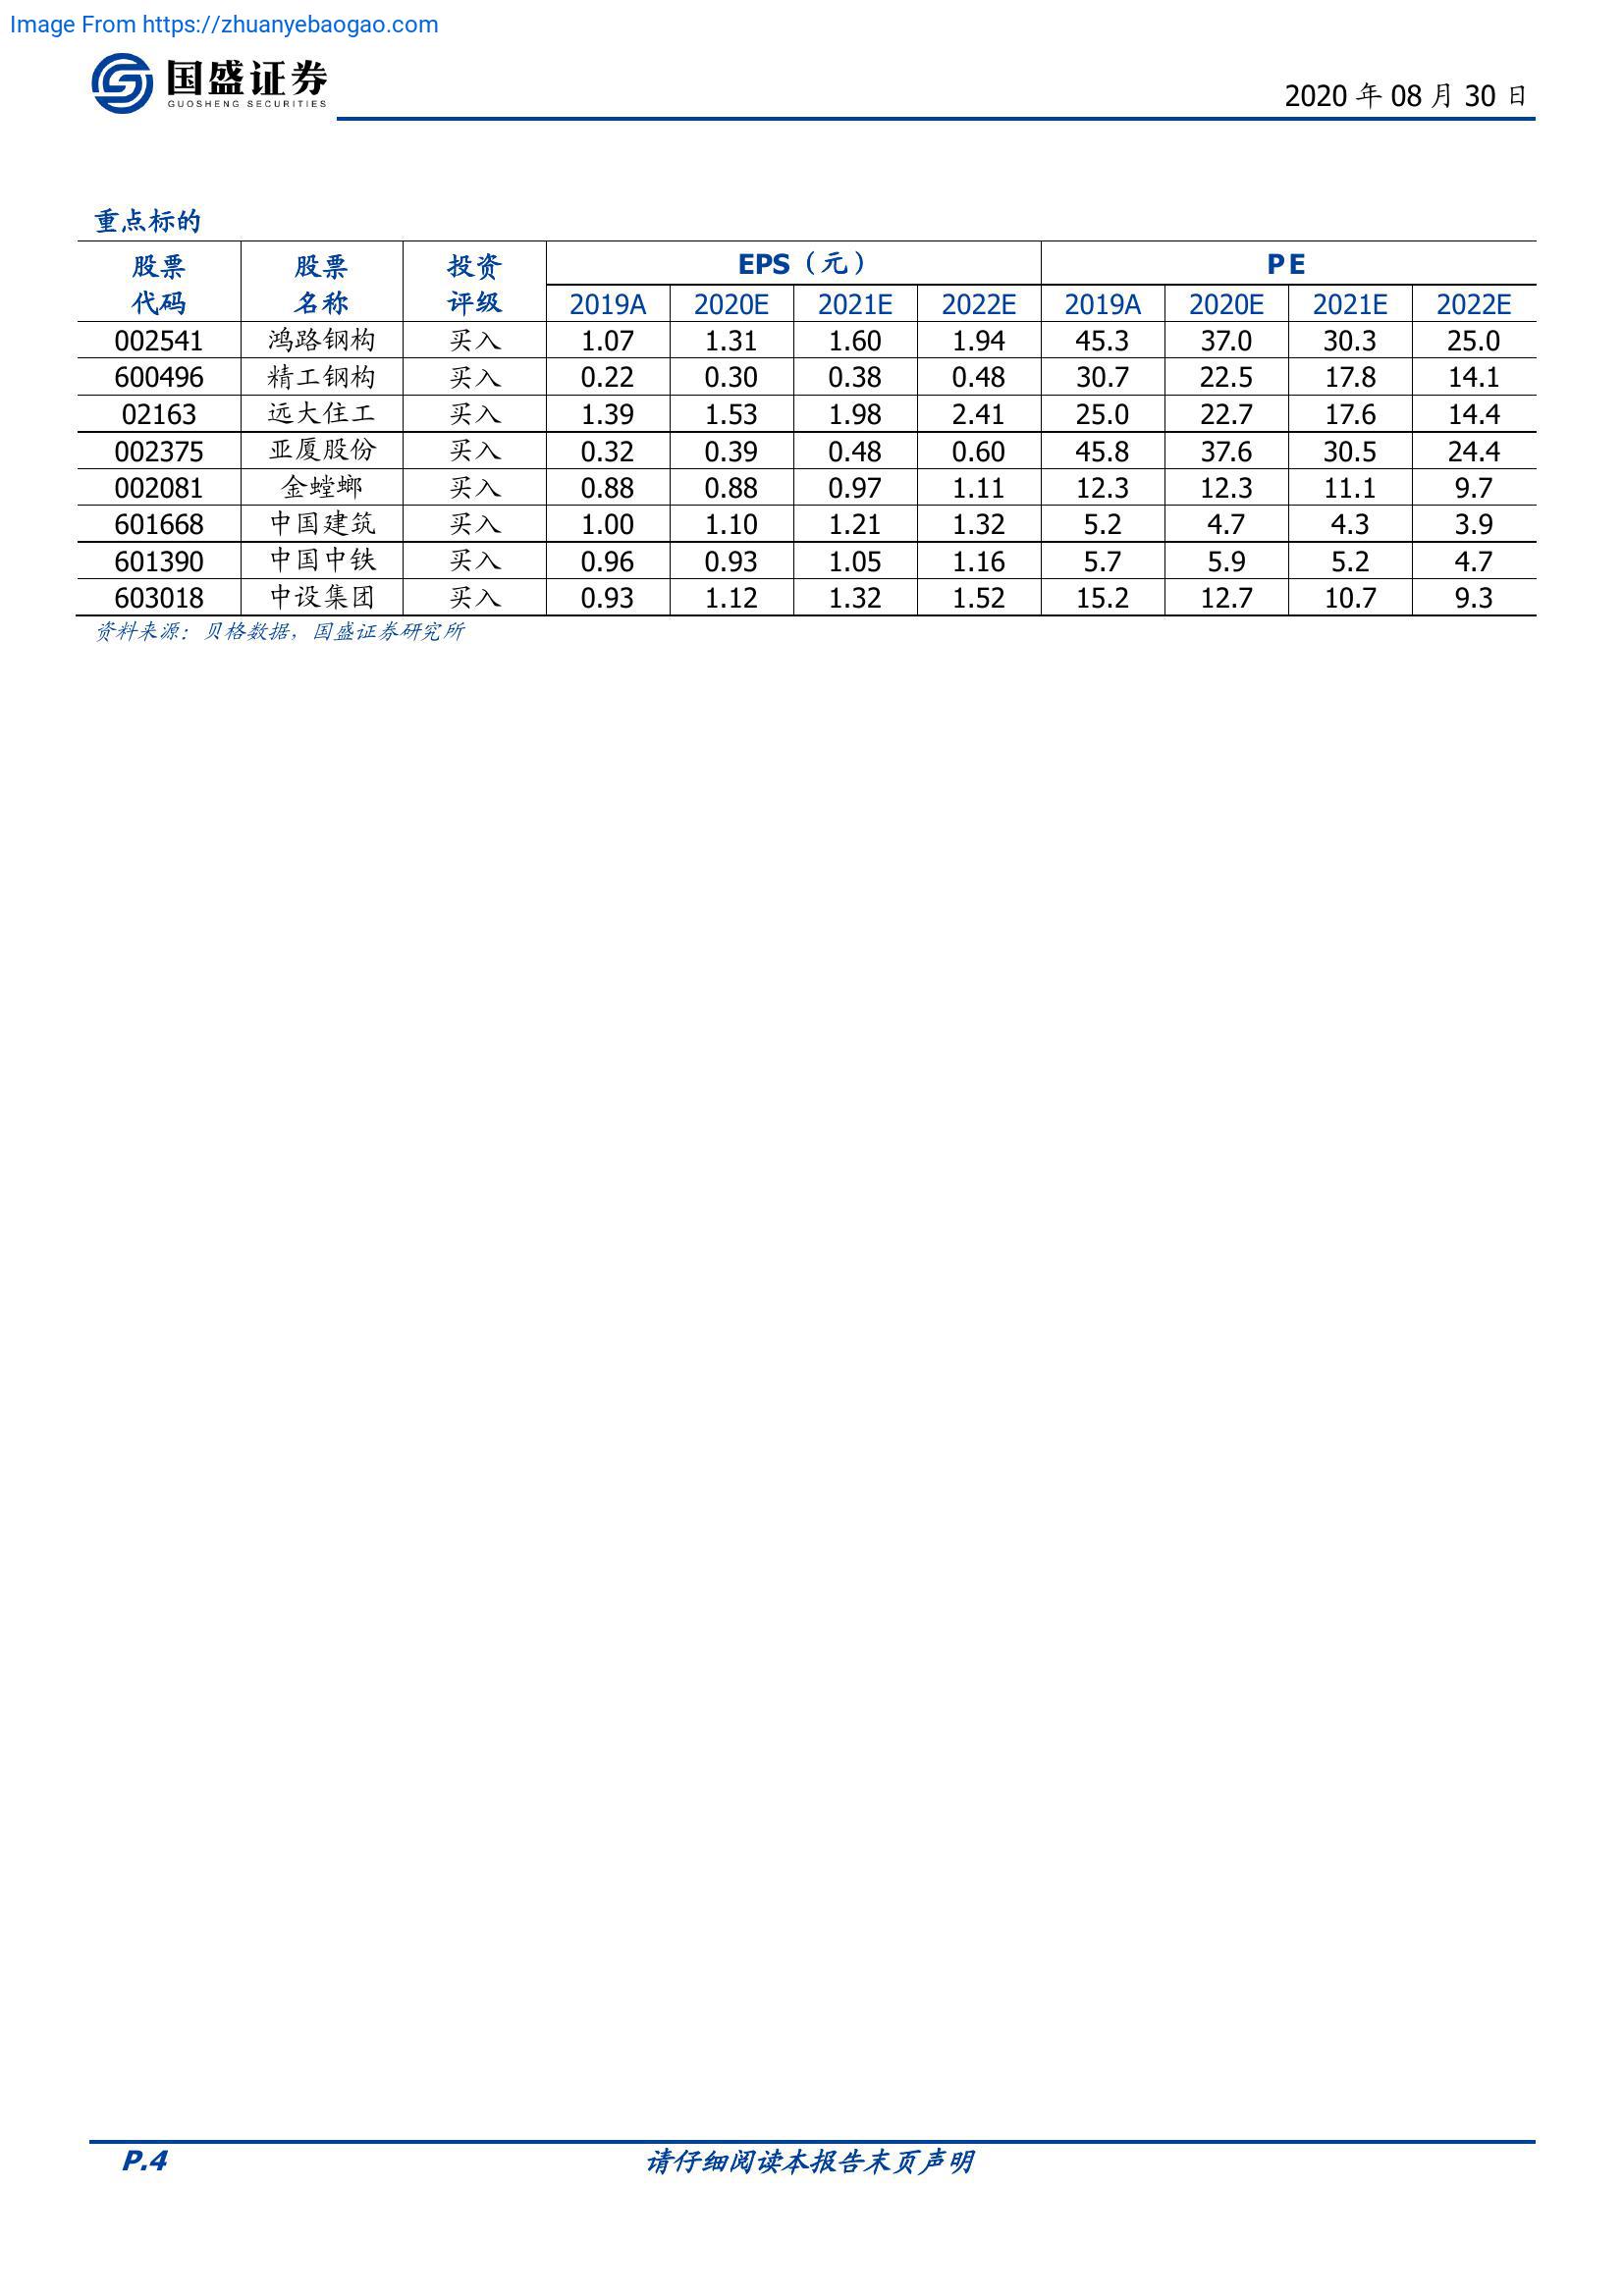 Image From https://zhuanyebaogao.com
国盛证券
GUOSHENG SECURITIES
2020 年 08 月 30 日
重点标的
股票 股票 投资 EPS（元） PE
代码 名称 评级 2019A 2020E 2021E 2022E 2019A 2020E 2021E 2022E
002541 鸿路钢构 买入 1.07 1.31 1.60 1.94 45.3 37.0 30.3 25.0
600496 精工钢构 买入 0.22 0.30 0.38 0.48 30.7 22.5 17.8 14.1
02163 远大住工 买入 1.39 1.53 1.98 2.41 25.0 22.7 17.6 14.4
002375 亚厦股份 买入 0.32 0.39 0.48 0.60 45.8 37.6 30.5 24.4
002081 金螳螂 买入 0.88 0.88 0.97 1.11 12.3 12.3 11.1 9.7
601668 中国建筑 买入 1.00 1.10 1.21 1.32 5.2 4.7 4.3 3.9
601390 中国中铁 买入 0.96 0.93 1.05 1.16 5.7 5.9 5.2 4.7
603018 中设集团 买入 0.93 1.12 1.32 1.52 15.2 12.7 10.7 9.3
资料来源：贝格数据，国盛证券研究所
P.4 请仔细阅读本报告末页声明